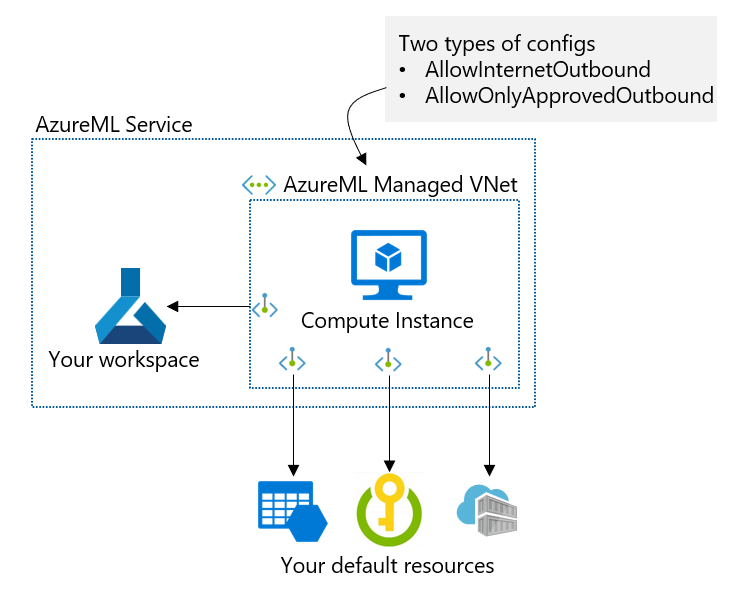 Two types of configs
• AllowInternetOutbound
• AllowOnlyApprovedOutbound
AzureML Service
AzureML Managed VNet
Compute Instance
Your workspace
Your default resources